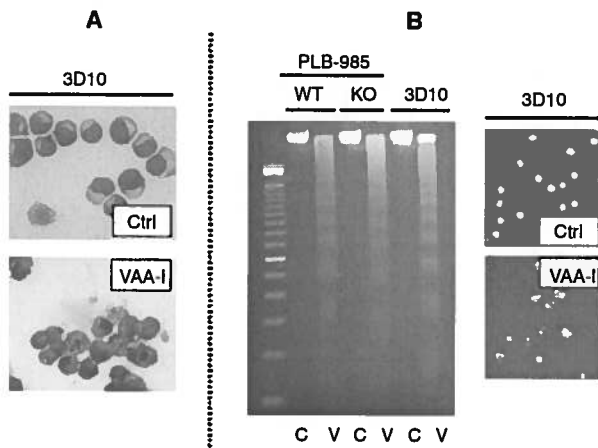 A
3D10
Ctrl
VAA-I
B
PLB-985
WT KO 3D10
C V C V C V
3D10
Ctrl
VAA-I